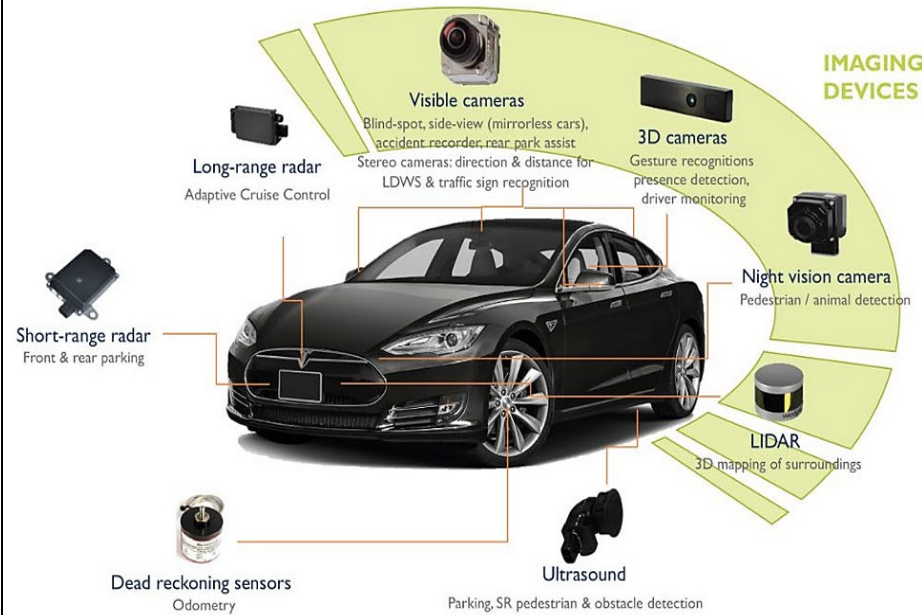 IMAGING
DEVICES
Visible cameras
Blind-spot, side-view (mirrorless cars),
accident recorder, rear park assist
Stereo cameras: direction & distance for
LDWS & traffic sign recognition
3D cameras
Gesture recognitions
presence detection,
driver monitoring
Long-range radar
Adaptive Cruise Control
Night vision camera
Pedestrian / animal detection
Short-range radar
Front & rear parking
LIDAR
3D mapping of surroundings
Dead reckoning sensors
Odometry
Ultrasound
Parking, SR pedestrian & obstacle detection